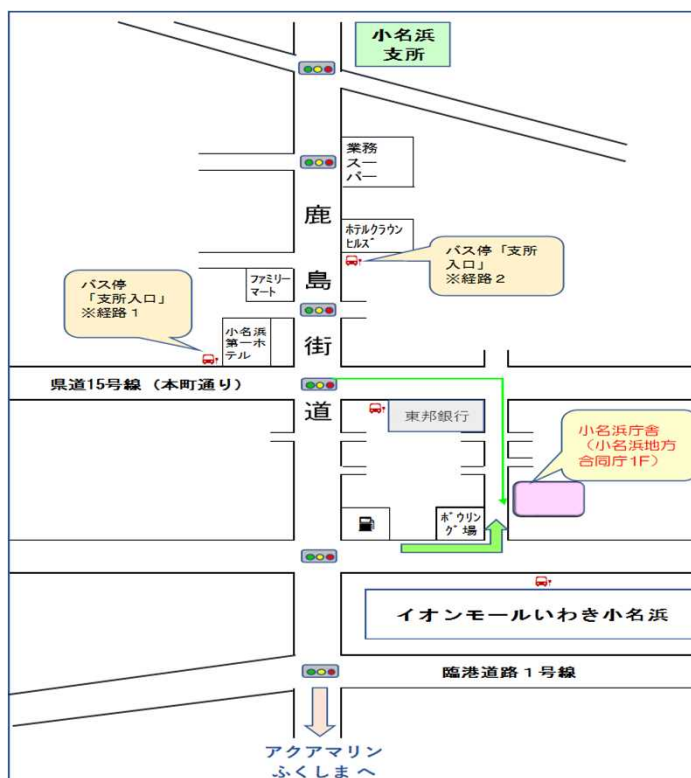 小名浜
支所
業務
スー
パー
鹿島街道
ホテルクラウン
ヒルズ
バス停「支所
入口」
※経路2
ファミリー
マート
バス停
「支所入口」
※経路1
小名浜
第一ホ
テル
県道15号線（本町通り）
東邦銀行
小名浜庁舎
（小名浜地方
合同庁1F）
ボウリン
グ場
イオンモールいわき小名浜
臨港道路１号線
アクアマリン
ふくしまへ